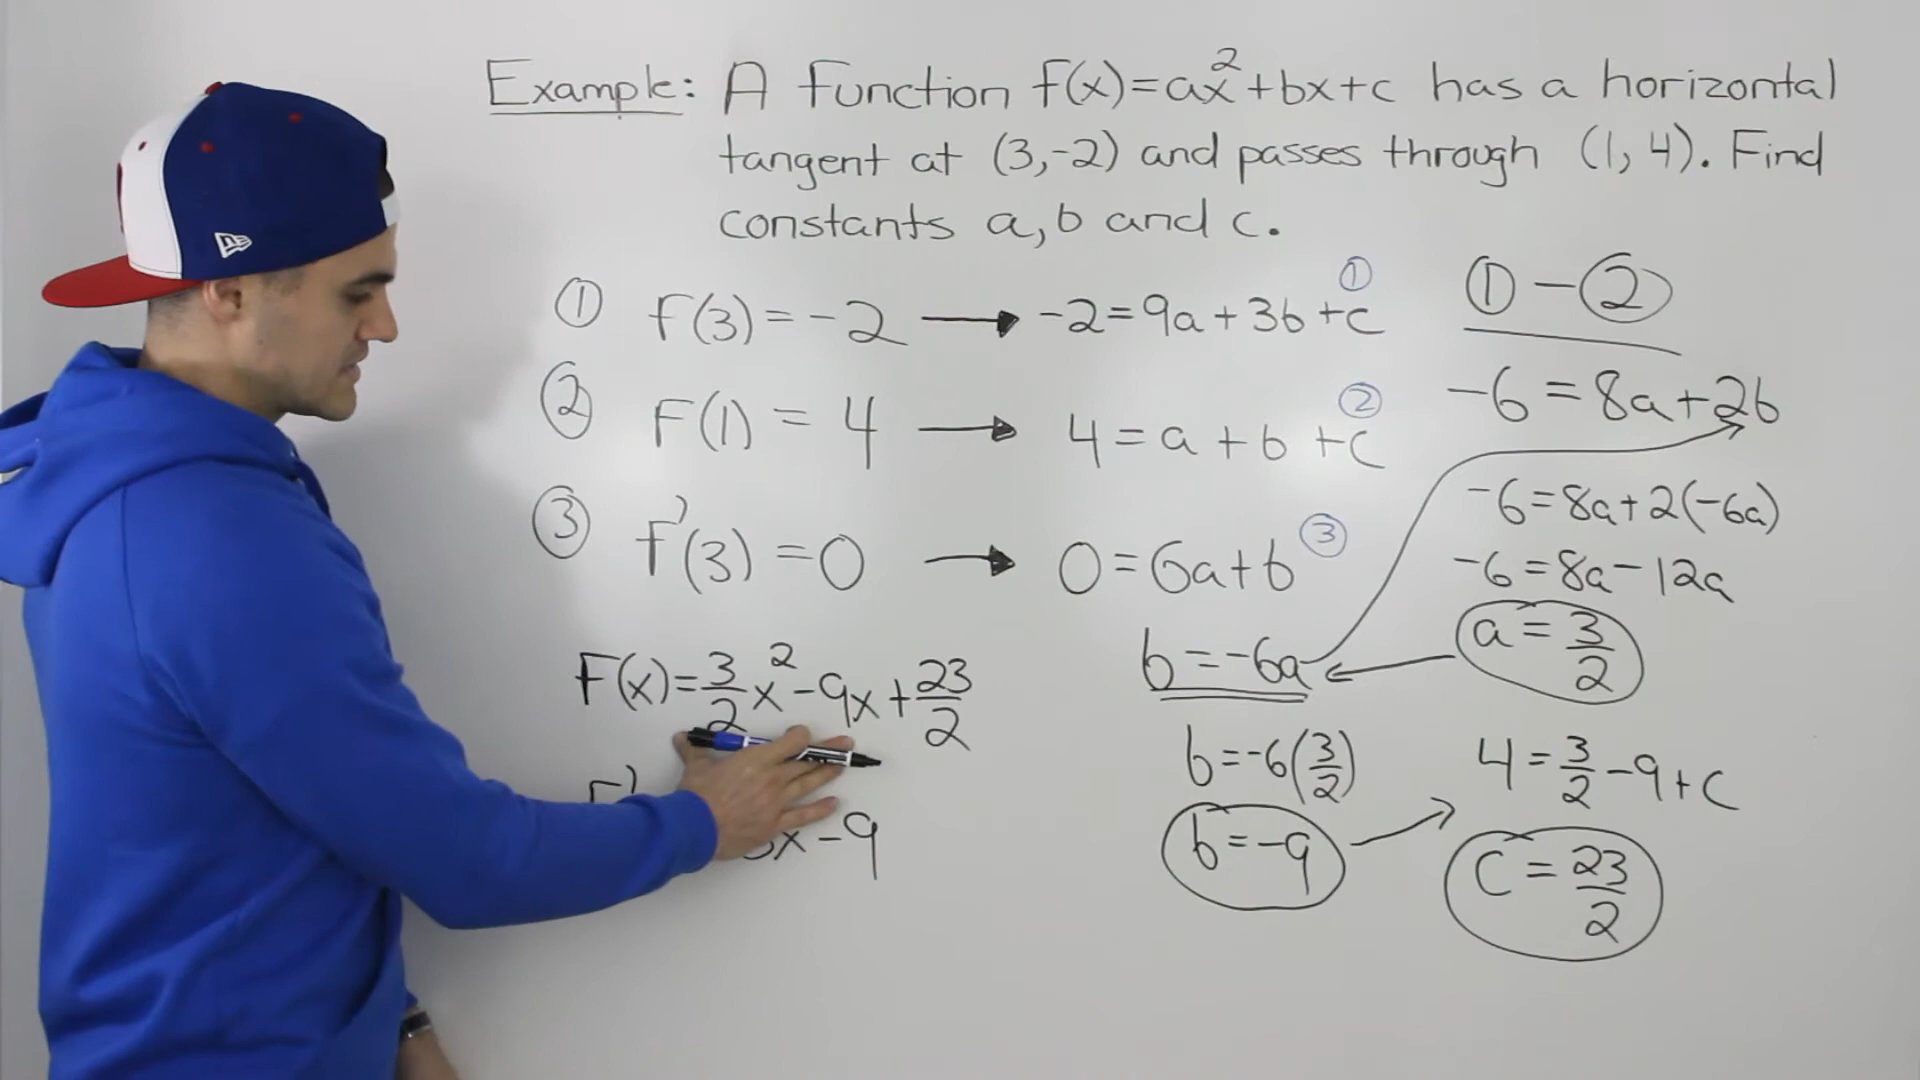 Example: A function f(x)=ax²+bx+c has a horizontal
tangent at (3,-2) and passes through (1,4). Find
constants a, b and c.
① f(3)=-2 → -2=9a+3b+c ①
② f(1)=4 → 4=a+b+c ②
③ f'(3)=0 → 0=6a+b ③
f(x)=3/2x²-9x+23/2
x-9
b=-6a
b=-6(3/2)
b=-9
①-②
-6=8a+2b
-6=8a+2(-6a)
-6=8a-12a
a=3/2
4=3/2-9+c
c=23/2